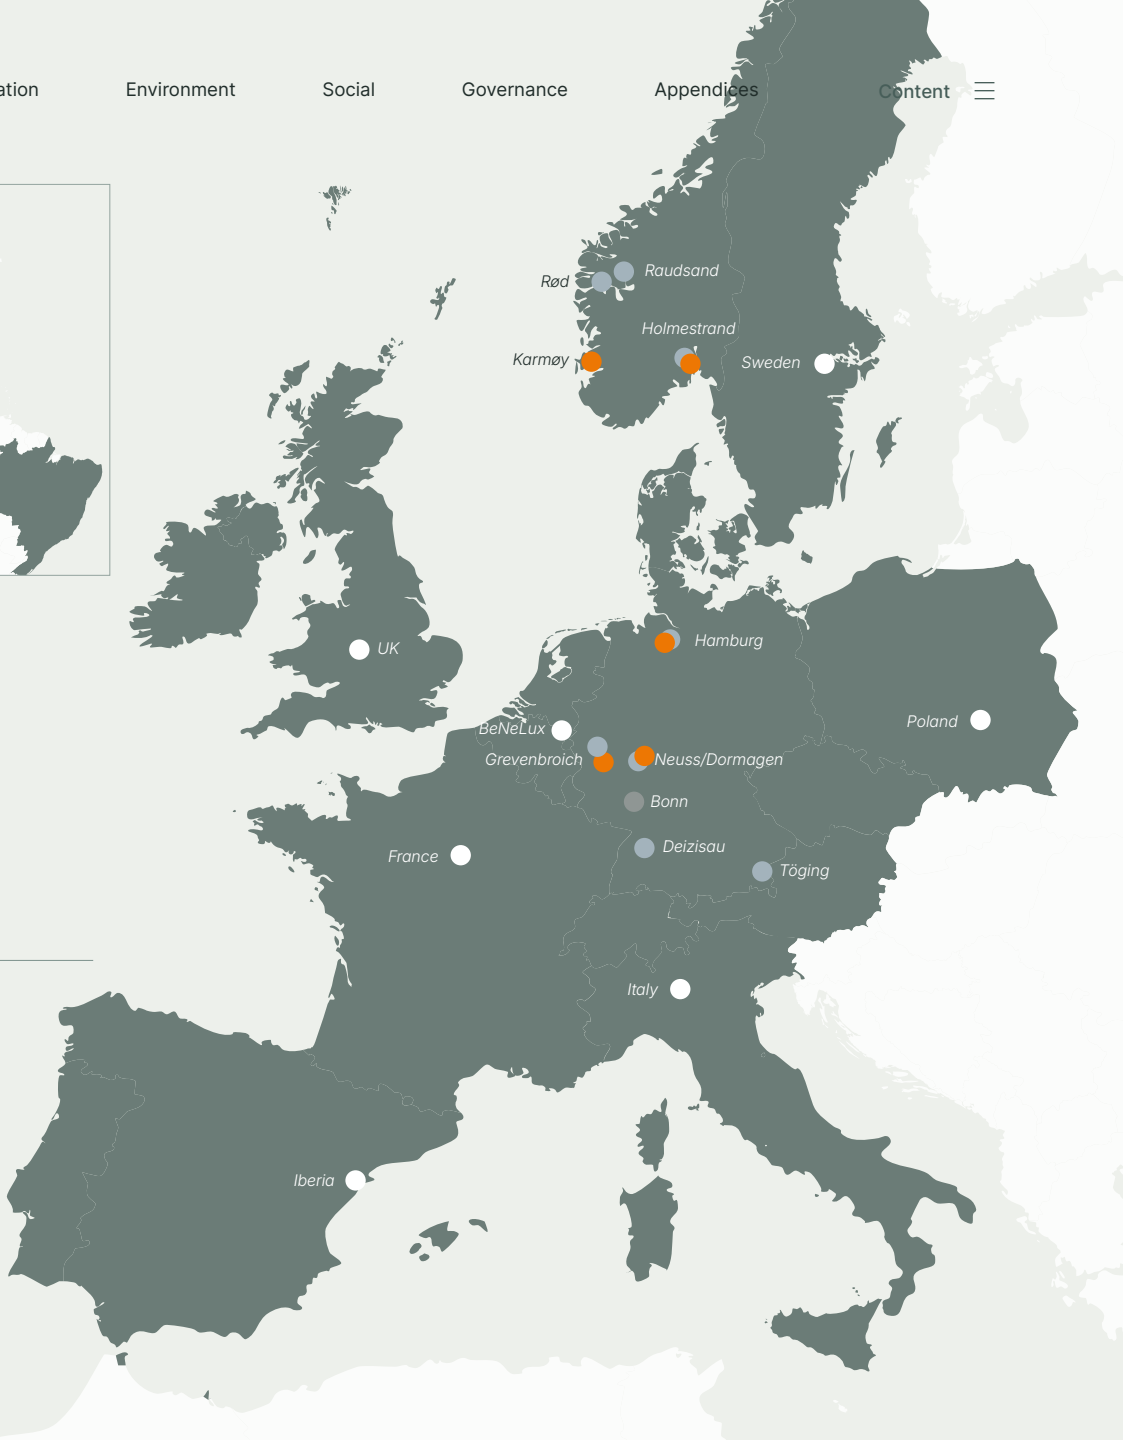 ation Environment Social Governance Appendices Content
Raudsand
Rød
Holmestrand
Karmøy
Sweden
Hamburg
UK
Poland
BeNeLux
Grevenbroich
Neuss/Dormagen
Bonn
Deizisau
France
Töging
Italy
Iberia